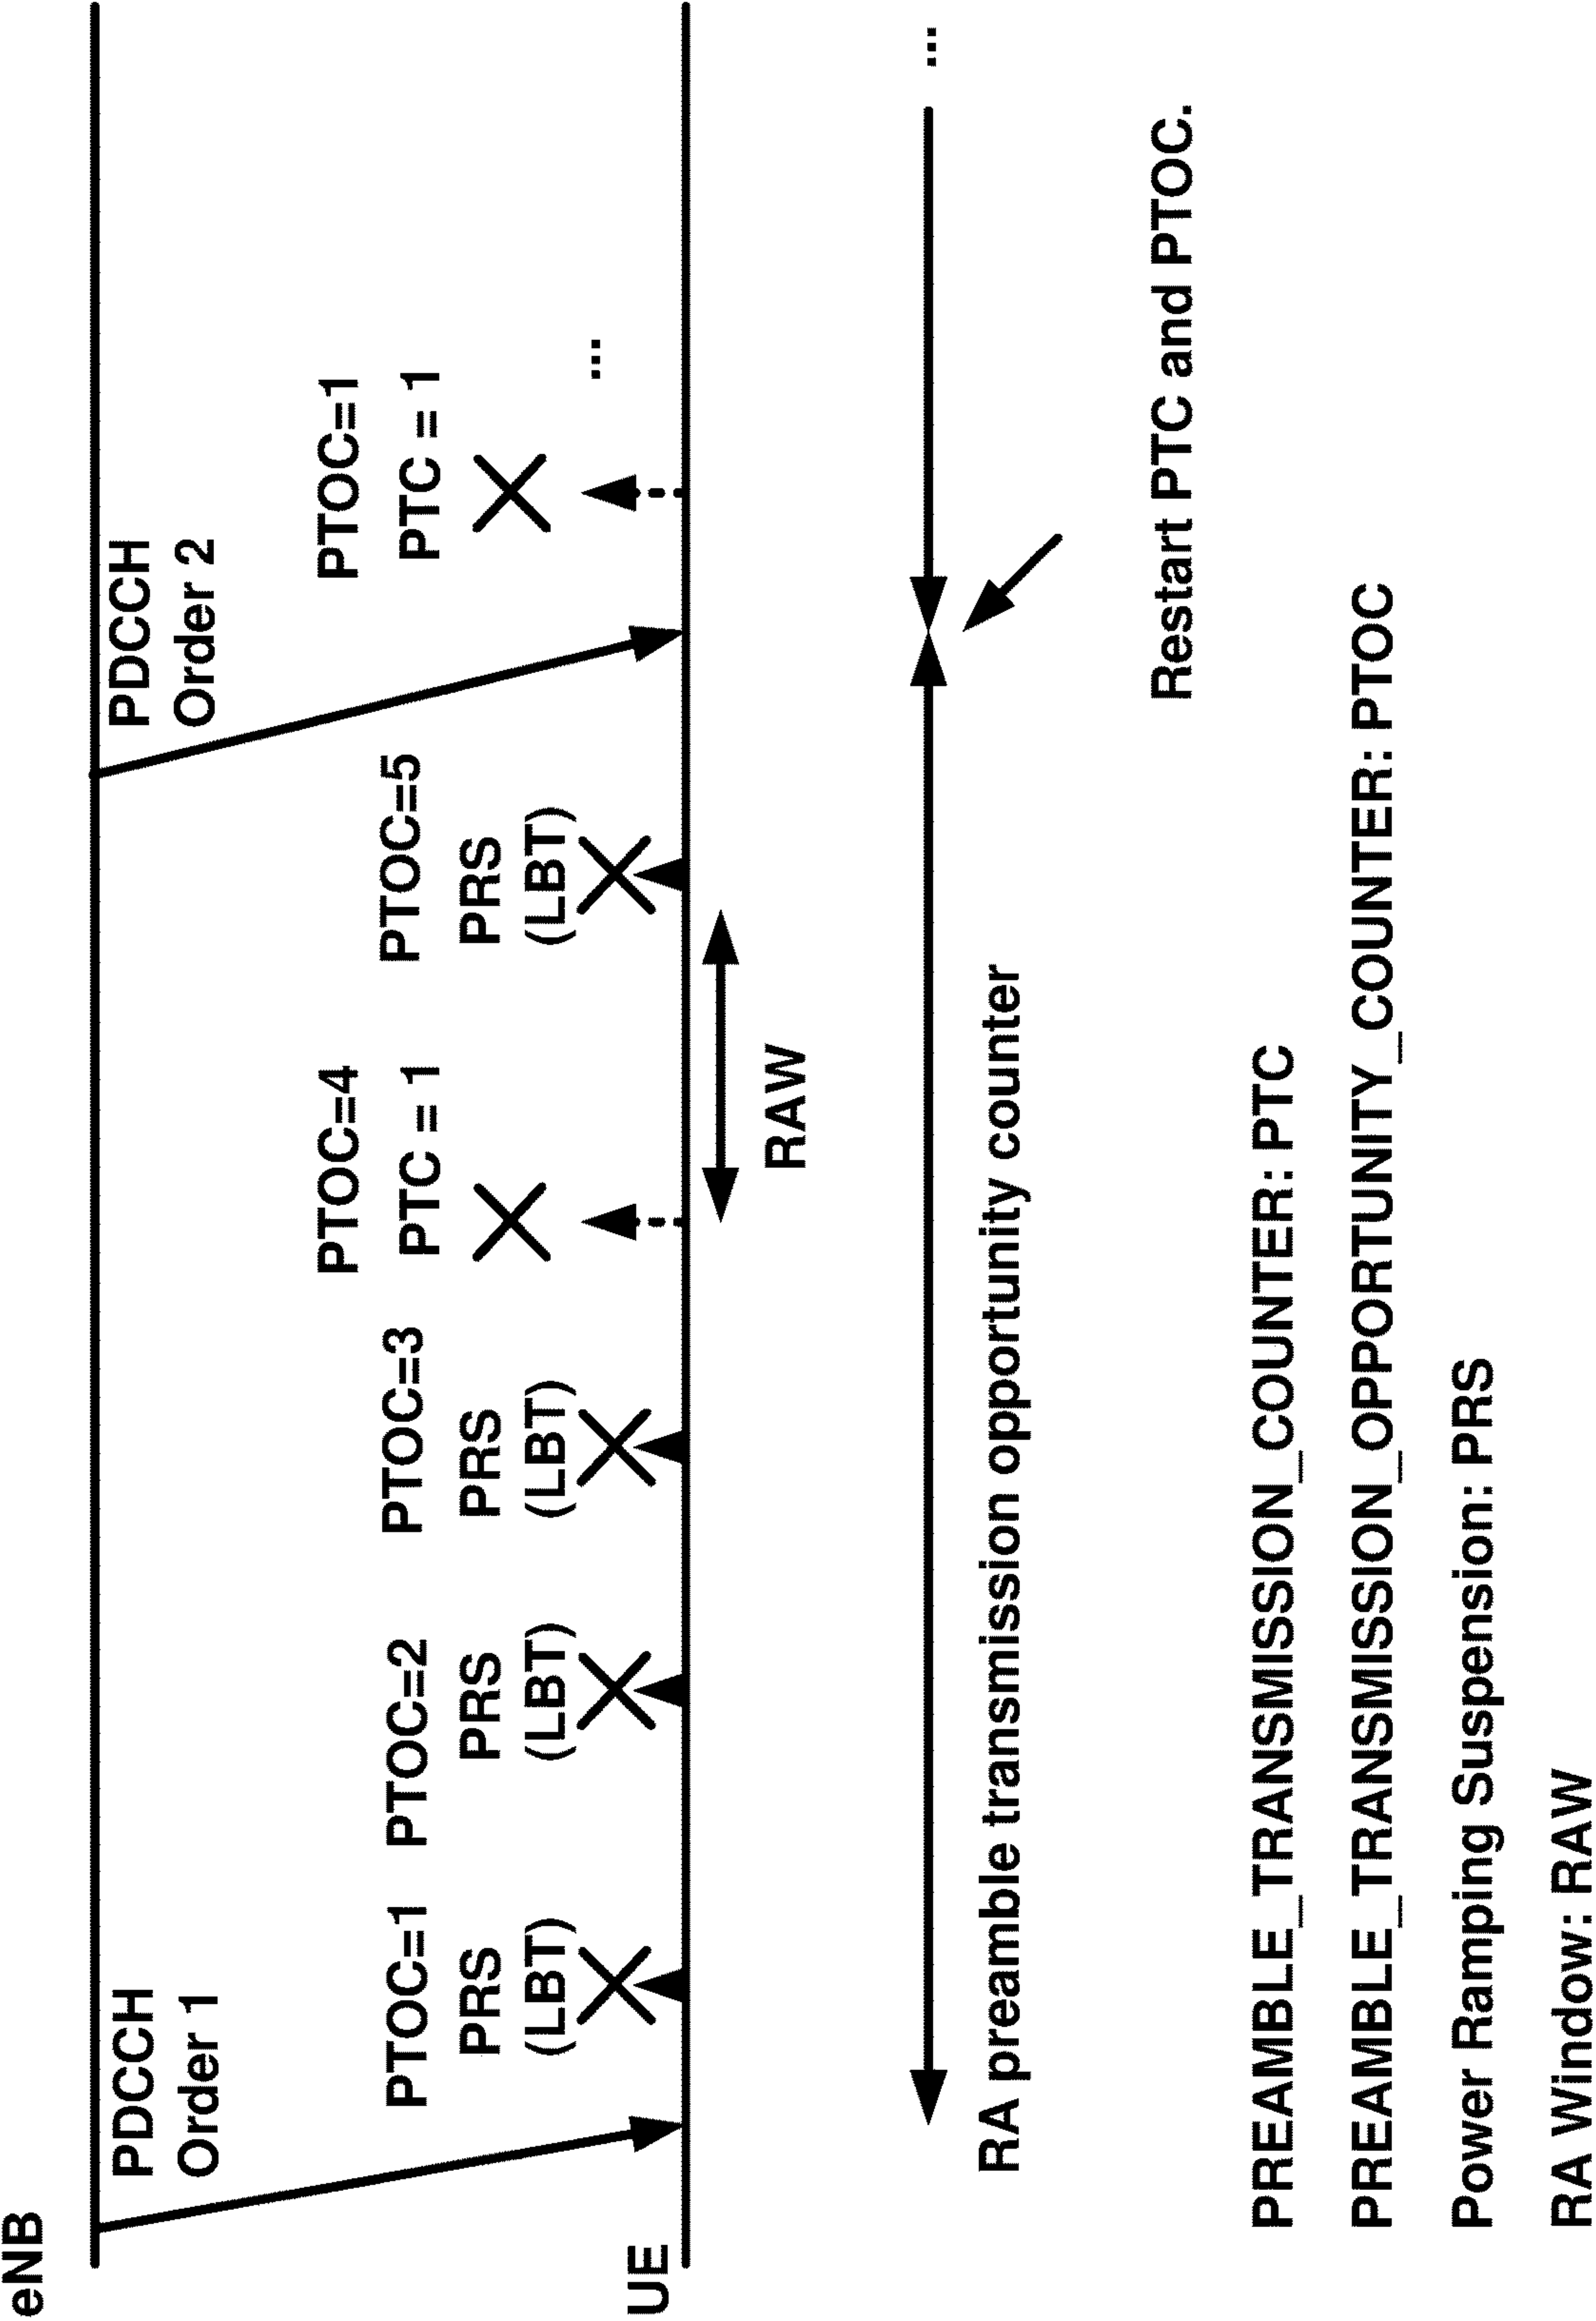 eNB
PDCCH
Order 1
PDCCH
Order 2
PTOC=1
PRS
(LBT)
PTOC=2
PRS
(LBT)
PTOC=3
PRS
(LBT)
PTOC=4
PTC = 1
PTOC=5
PRS
(LBT)
PTOC=1
PTC = 1
...
UE
RAW
...
RA preamble transmission opportunity counter
Restart PTC and PTOC.
PREAMBLE_TRANSMISSION_COUNTER: PTC
PREAMBLE_TRANSMISSION_OPPORTUNITY_COUNTER: PTOC
Power Ramping Suspension: PRS
RA Window: RAW